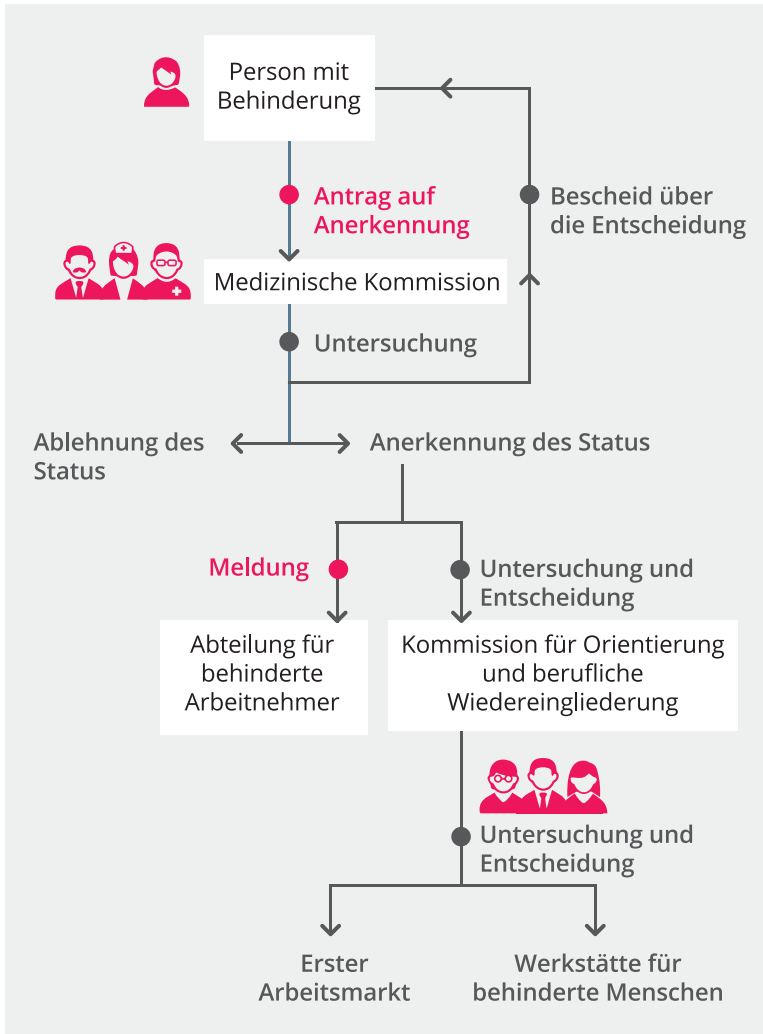 Person mit
Behinderung
Antrag auf
Anerkennung
Bescheid über
die Entscheidung
Medizinische Kommission
Untersuchung
Ablehnung des
Status
Anerkennung des Status
Meldung
Untersuchung und
Entscheidung
Abteilung für
behinderte
Arbeitnehmer
Kommission für Orientierung
und berufliche
Wiedereingliederung
Untersuchung und
Entscheidung
Erster
Arbeitsmarkt
Werkstätte für
behinderte Menschen